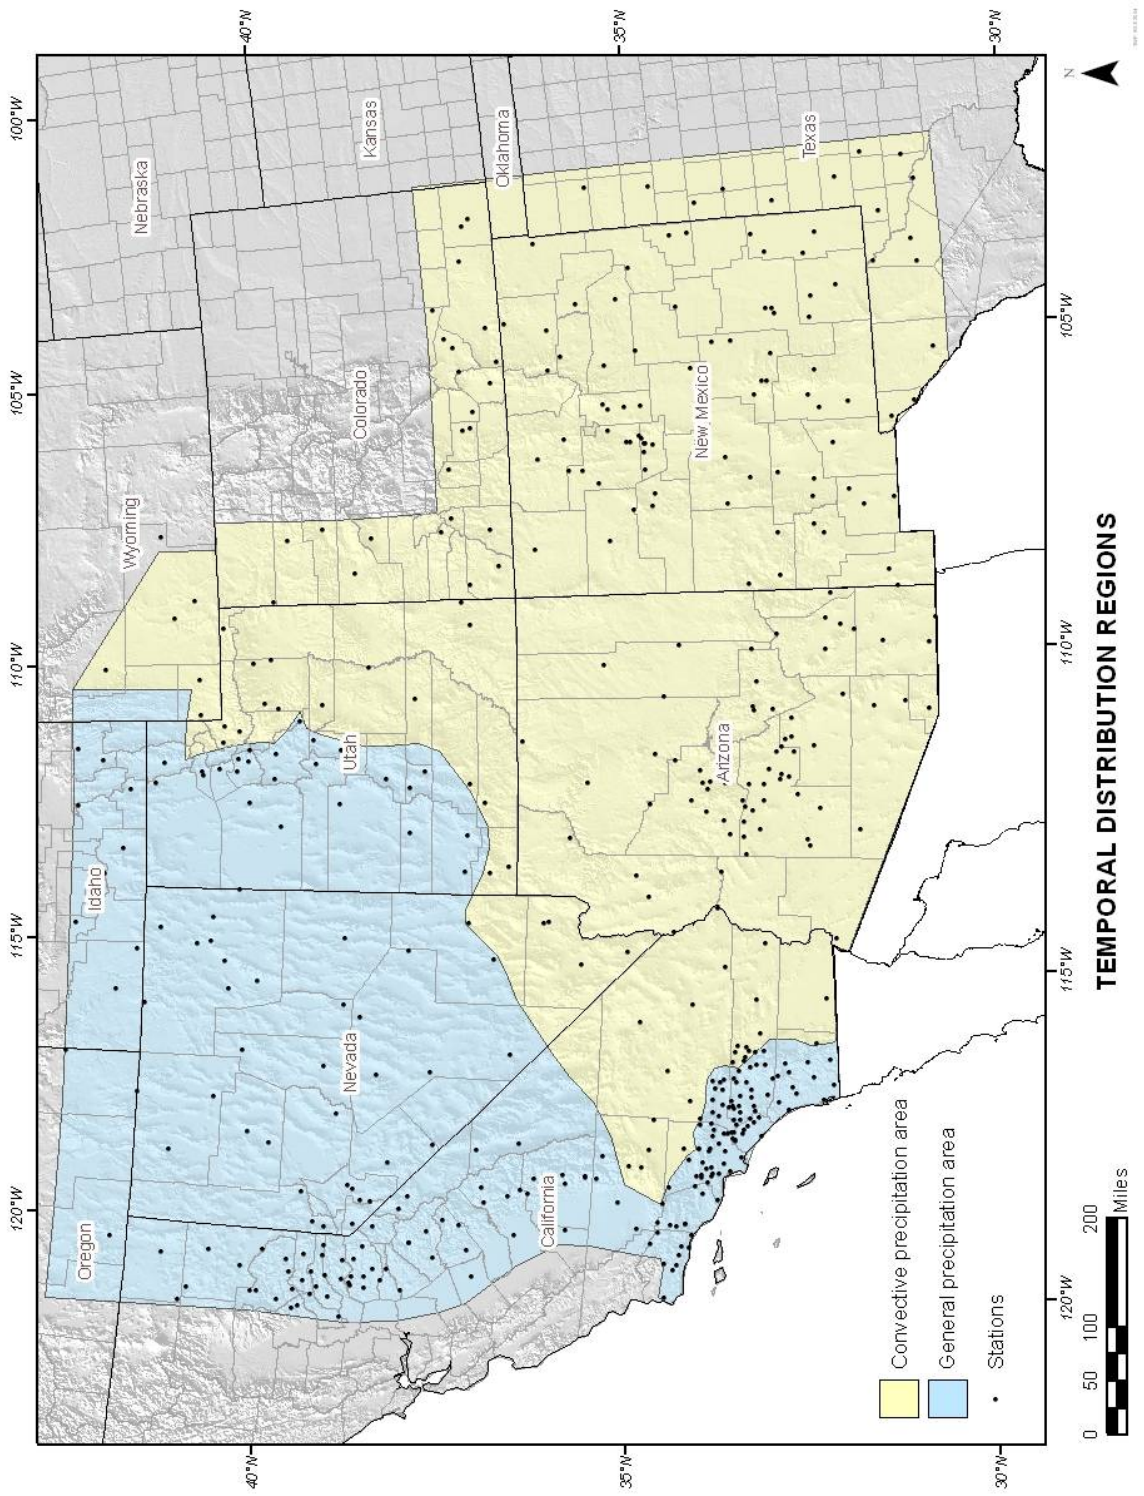 120°W
115°W
110°W
105°W
100°W
Oregon
Idaho
Wyoming
Nebraska
40°N
40°N
Nevada
Utah
Colorado
Kansas
Oklahoma
California
35°N
35°N
New Mexico
Arizona
Texas
Convective precipitation area
General precipitation area
Stations
30°N
30°N
120°W
115°W
110°W
105°W
N
0 50 100 200
Miles
TEMPORAL DISTRIBUTION REGIONS